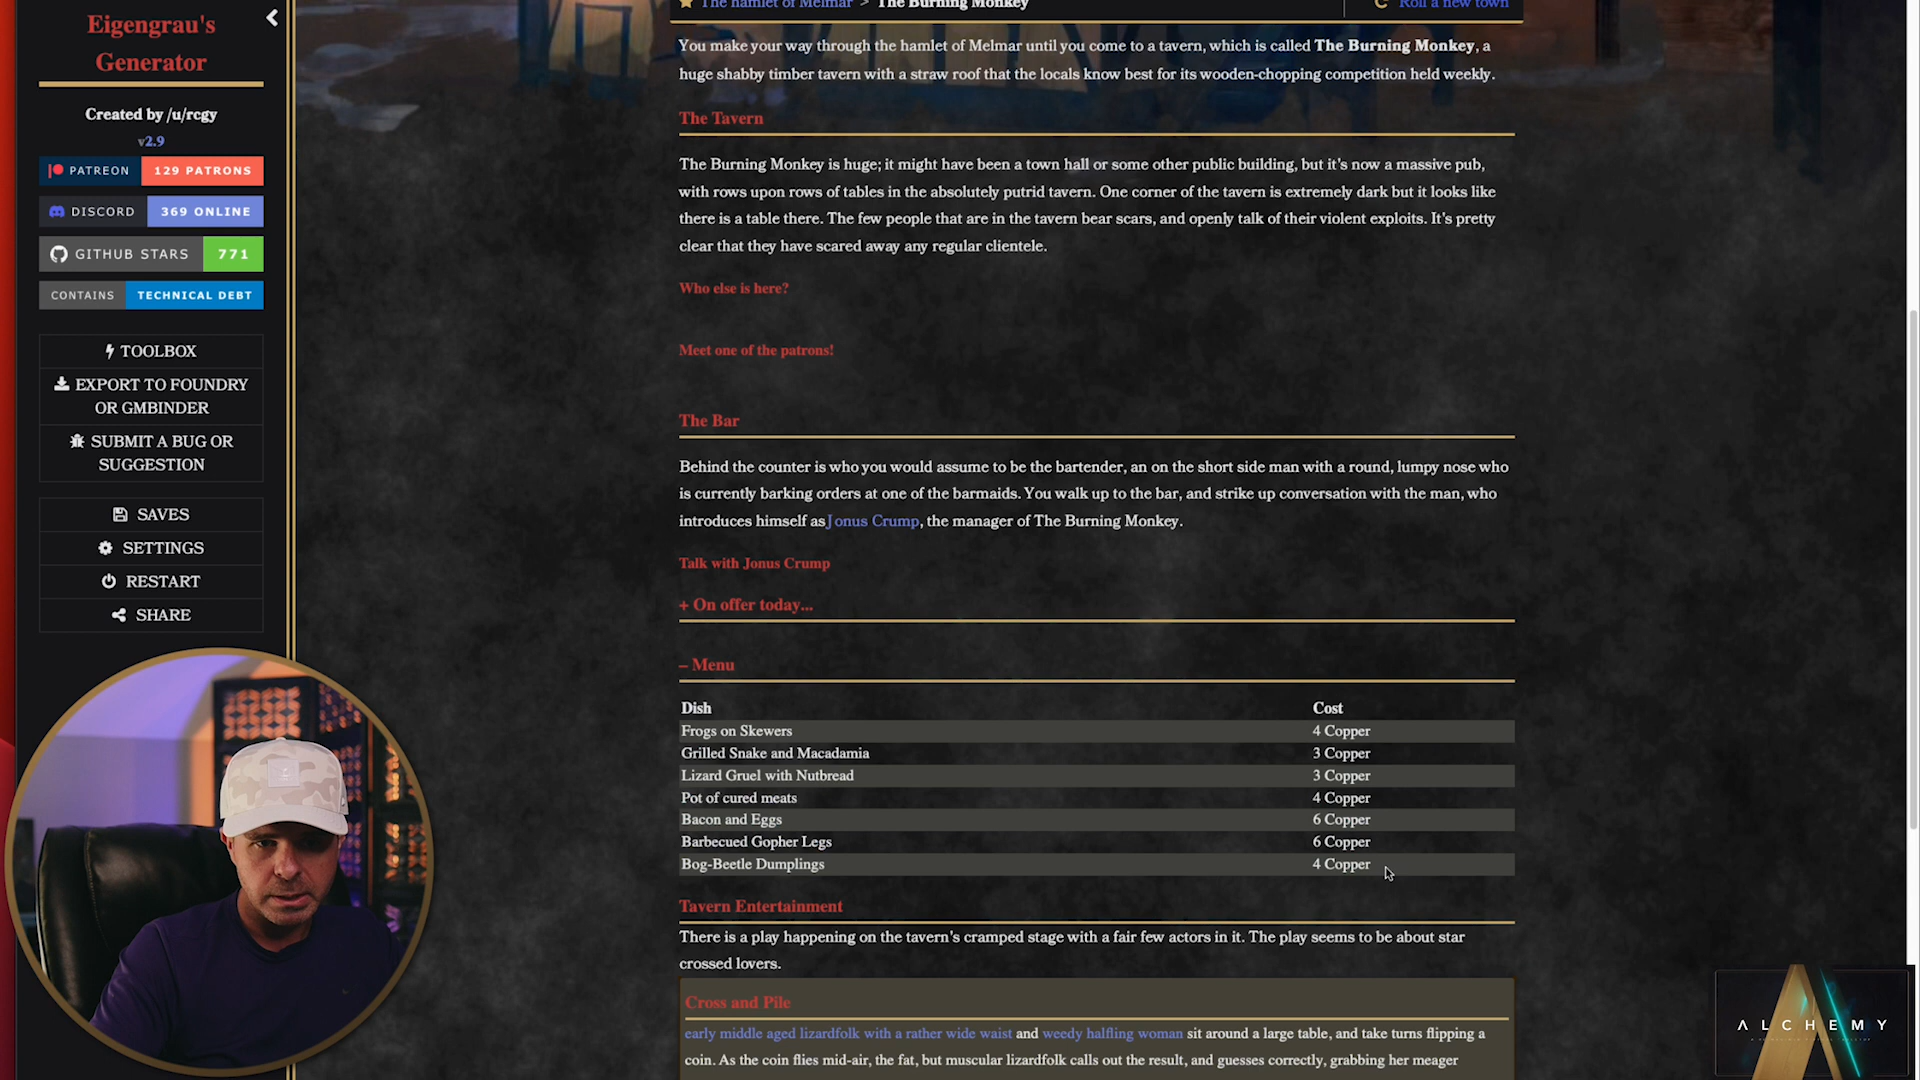 Eigengrau's
Generator
Created by /u/rcgy
v2.9
PATREON 129 PATRONS
DISCORD 369 ONLINE
GITHUB STARS 771
CONTAINS TECHNICAL DEBT
TOOLBOX
EXPORT TO FOUNDRY
OR GMBINDER
SUBMIT A BUG OR
SUGGESTION
SAVES
SETTINGS
RESTART
SHARE
The hamlet of Melmar > The Burning Monkey
Roll a new town
You make your way through the hamlet of Melmar until you come to a tavern, which is called The Burning Monkey, a
huge shabby timber tavern with a straw roof that the locals know best for its wooden-chopping competition held weekly.
The Tavern
The Burning Monkey is huge; it might have been a town hall or some other public building, but it's now a massive pub,
with rows upon rows of tables in the absolutely putrid tavern. One corner of the tavern is extremely dark but it looks like
there is a table there. The few people that are in the tavern bear scars, and openly talk of their violent exploits. It's pretty
clear that they have scared away any regular clientele.
Who else is here?
Meet one of the patrons!
The Bar
Behind the counter is who you would assume to be the bartender, an on the short side man with a round, lumpy nose who
is currently barking orders at one of the barmaids. You walk up to the bar, and strike up conversation with the man, who
introduces himself as Jonus Crump, the manager of The Burning Monkey.
Talk with Jonus Crump
+ On offer today...
– Menu
Dish Cost
Frogs on Skewers 4 Copper
Grilled Snake and Macadamia 3 Copper
Lizard Gruel with Nutbread 3 Copper
Pot of cured meats 4 Copper
Bacon and Eggs 6 Copper
Barbecued Gopher Legs 6 Copper
Bog-Beetle Dumplings 4 Copper
Tavern Entertainment
There is a play happening on the tavern's cramped stage with a fair few actors in it. The play seems to be about star
crossed lovers.
Cross and Pile
early middle aged lizardfolk with a rather wide waist and weedy halfling woman sit around a large table, and take turns flipping a
coin. As the coin flies mid-air, the fat, but muscular lizardfolk calls out the result, and guesses correctly, grabbing her meager
ALCHEMY